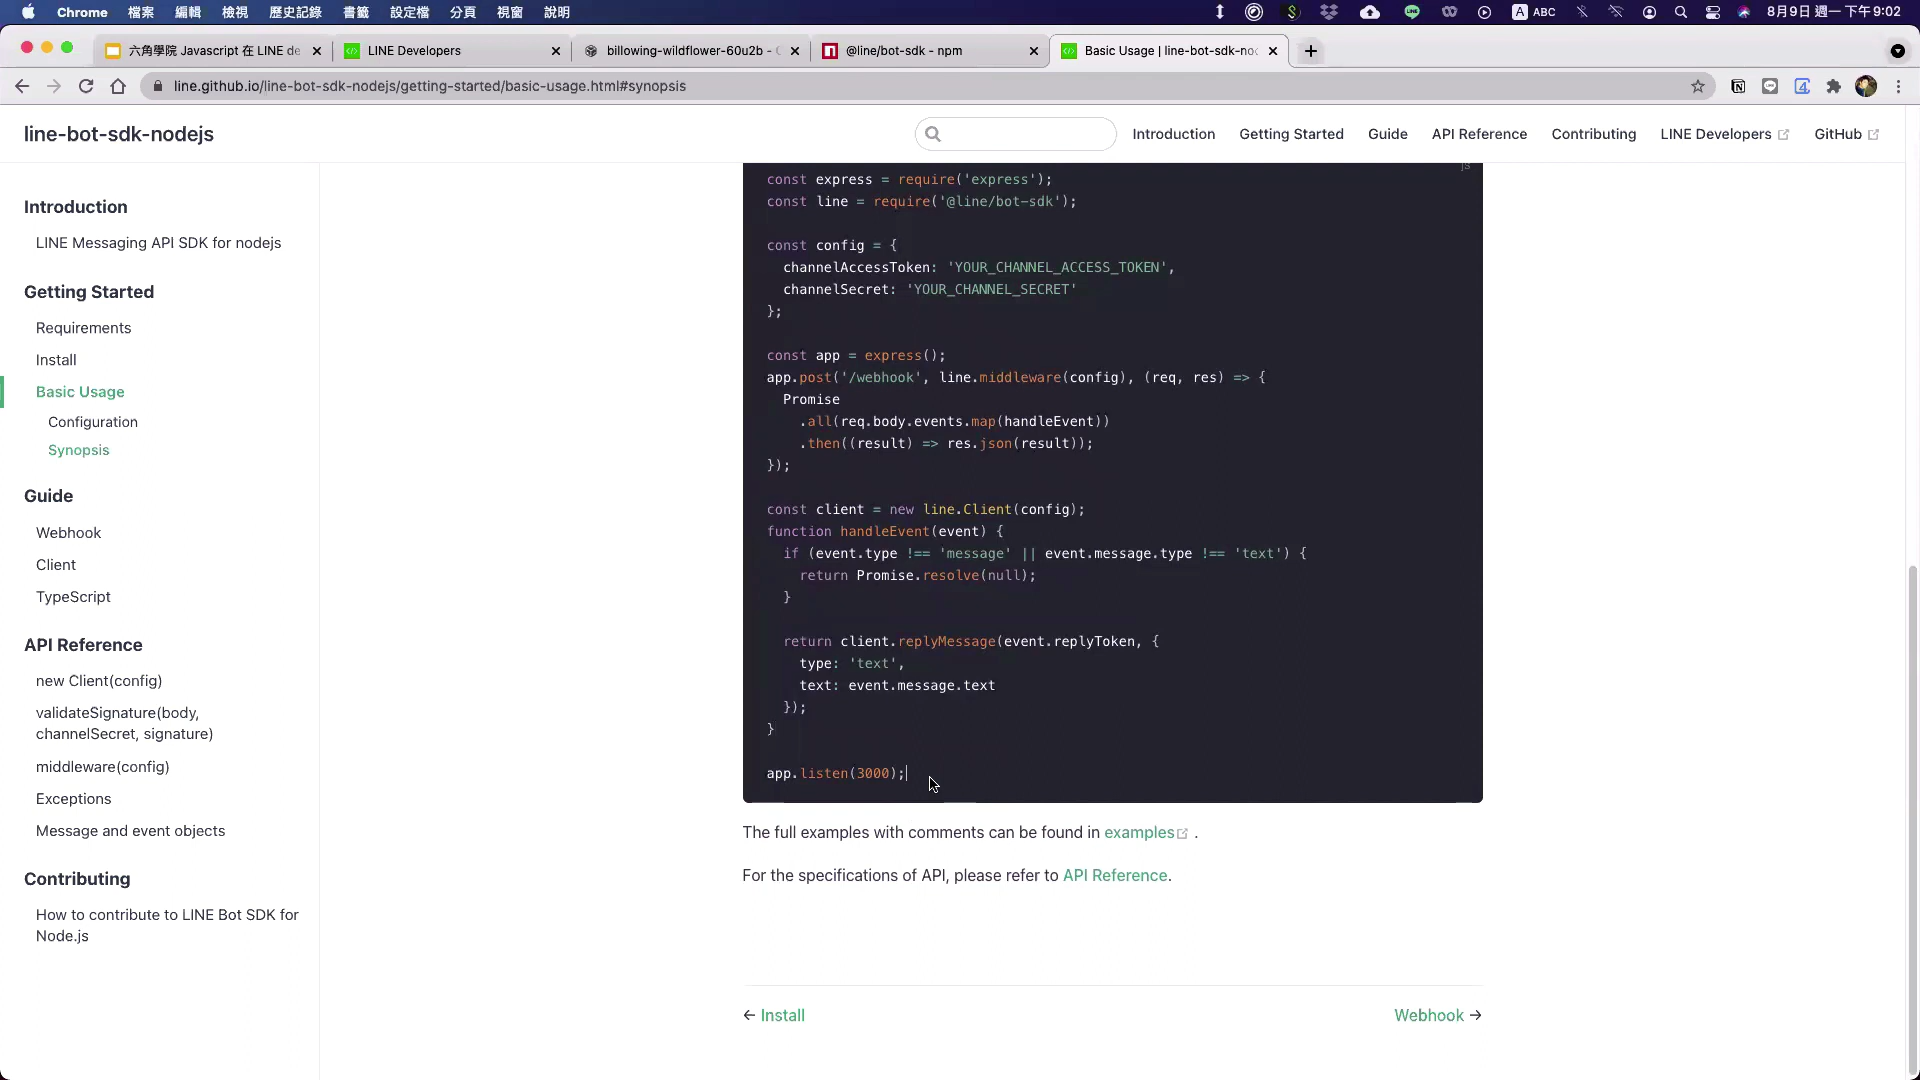 Chrome 檔案 編輯 檢視 歷史記錄 書籤 設定檔 分頁 視窗 說明 A ABC 8月9日 週一 下午9:02
六角學院 Javascript 在 LINE de LINE Developers billowing-wildflower-60u2b - @line/bot-sdk - npm Basic Usage | line-bot-sdk-no
line.github.io/line-bot-sdk-nodejs/getting-started/basic-usage.html#synopsis
line-bot-sdk-nodejs Introduction Getting Started Guide API Reference Contributing LINE Developers GitHub
js
Introduction
LINE Messaging API SDK for nodejs
Getting Started
Requirements
Install
Basic Usage
Configuration
Synopsis
Guide
Webhook
Client
TypeScript
API Reference
new Client(config)
validateSignature(body,
channelSecret, signature)
middleware(config)
Exceptions
Message and event objects
Contributing
How to contribute to LINE Bot SDK for
Node.js
const express = require('express');
const line = require('@line/bot-sdk');
const config = {
channelAccessToken: 'YOUR_CHANNEL_ACCESS_TOKEN',
channelSecret: 'YOUR_CHANNEL_SECRET'
};
const app = express();
app.post('/webhook', line.middleware(config), (req, res) => {
Promise
.all(req.body.events.map(handleEvent))
.then((result) => res.json(result));
});
const client = new line.Client(config);
function handleEvent(event) {
if (event.type !== 'message' || event.message.type !== 'text') {
return Promise.resolve(null);
}
return client.replyMessage(event.replyToken, {
type: 'text',
text: event.message.text
});
}
app.listen(3000);
The full examples with comments can be found in examples .
For the specifications of API, please refer to API Reference.
← Install
Webhook →